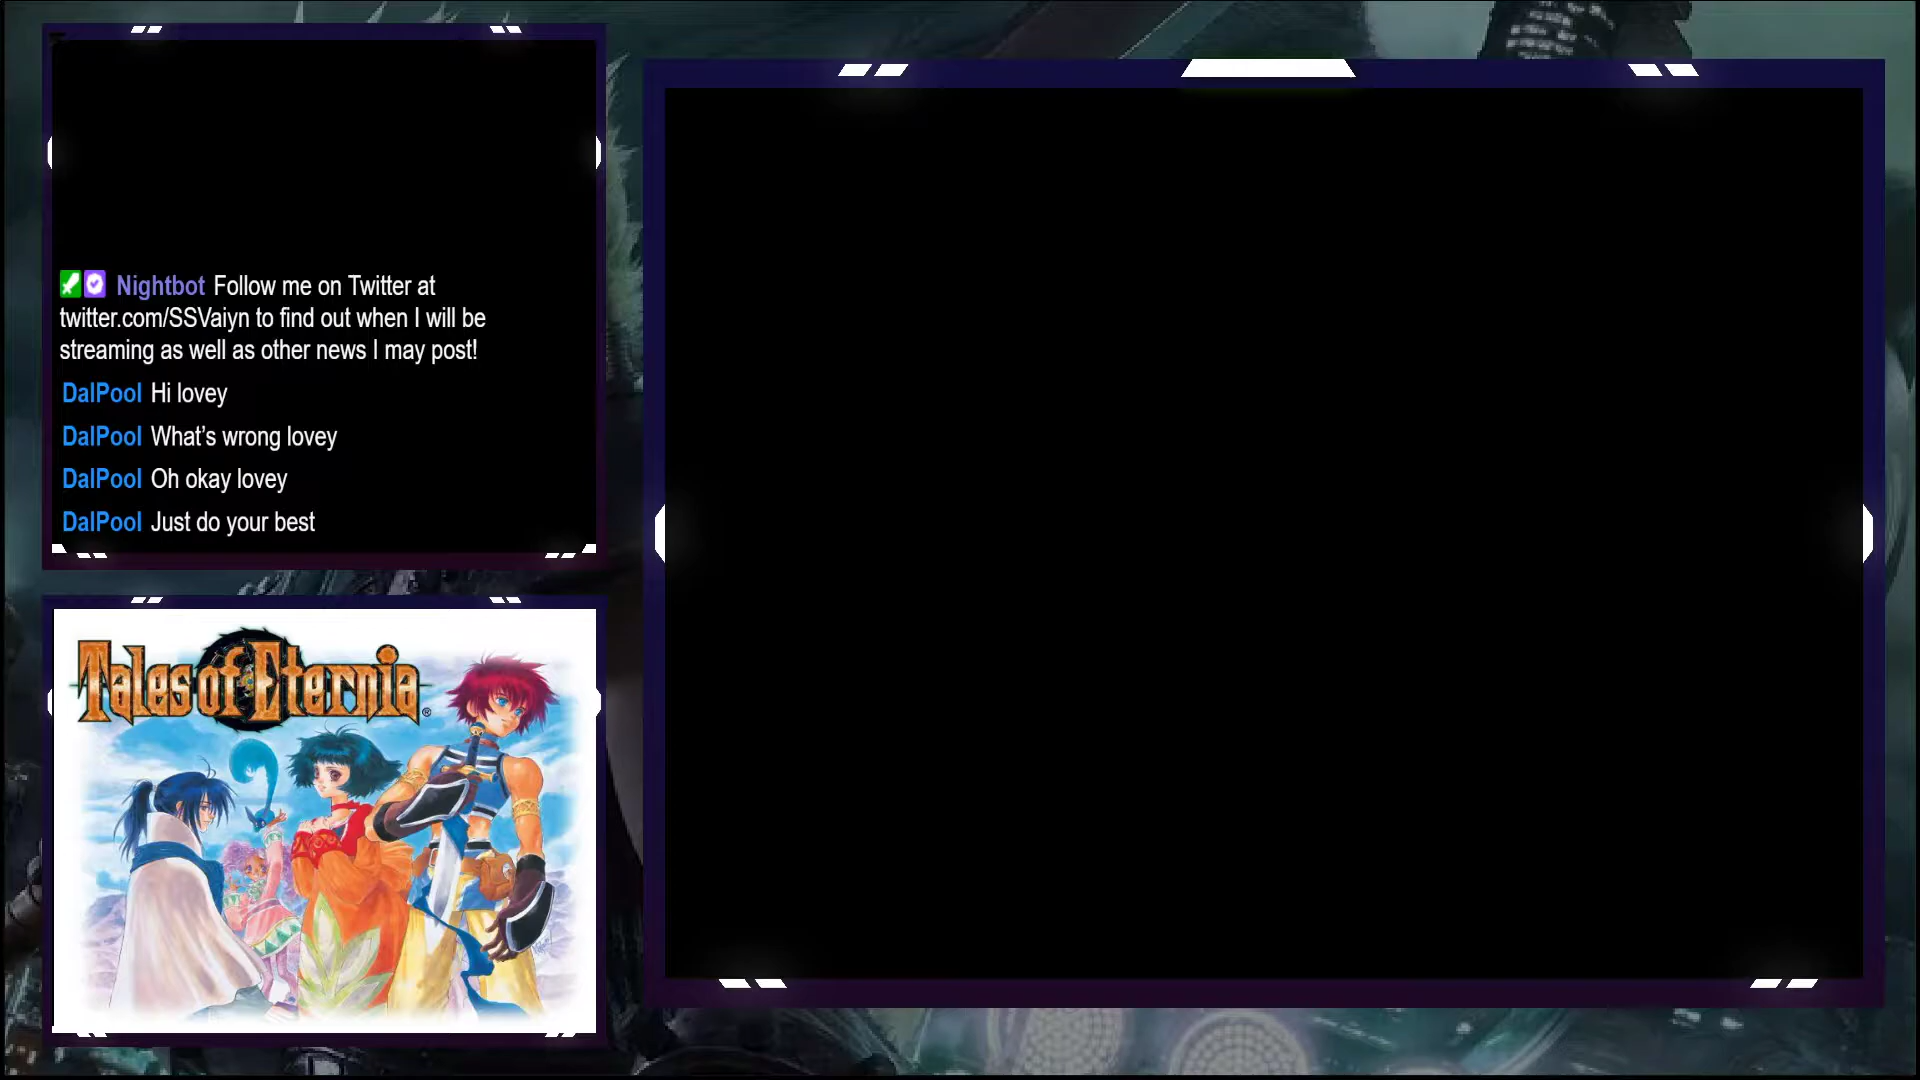 Nightbot Follow me on Twitter at
twitter.com/SSVaiyn to find out when I will be
streaming as well as other news I may post!
DalPool Hi lovey
DalPool What’s wrong lovey
DalPool Oh okay lovey
DalPool Just do your best
Tales of Eternia®